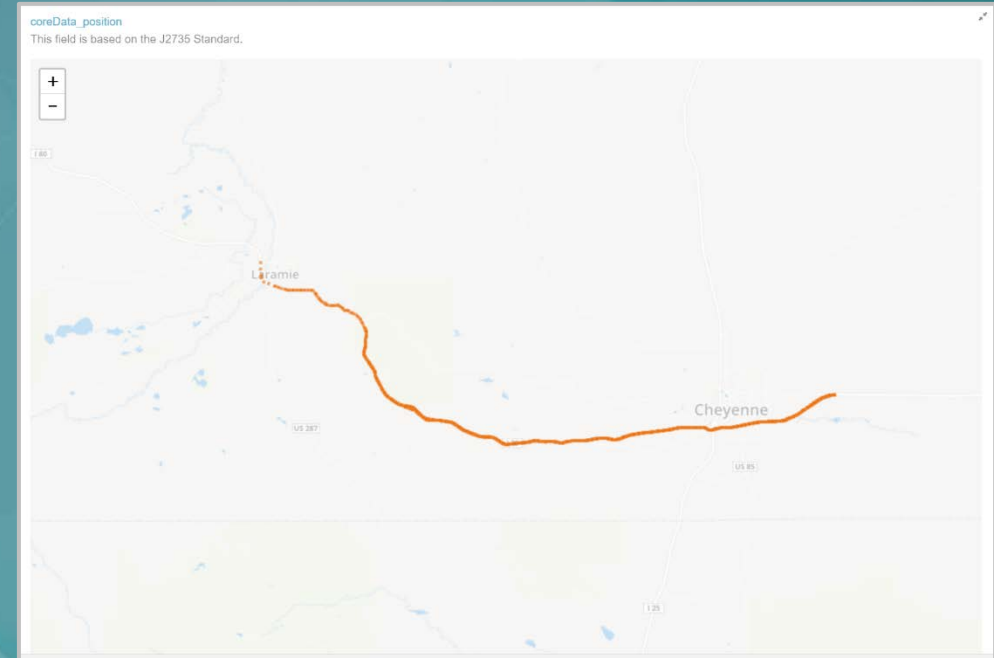 coreData_position
This field is based on the J2735 Standard.
+
−
I 80
Laramie
US 287
Cheyenne
US 85
I 25